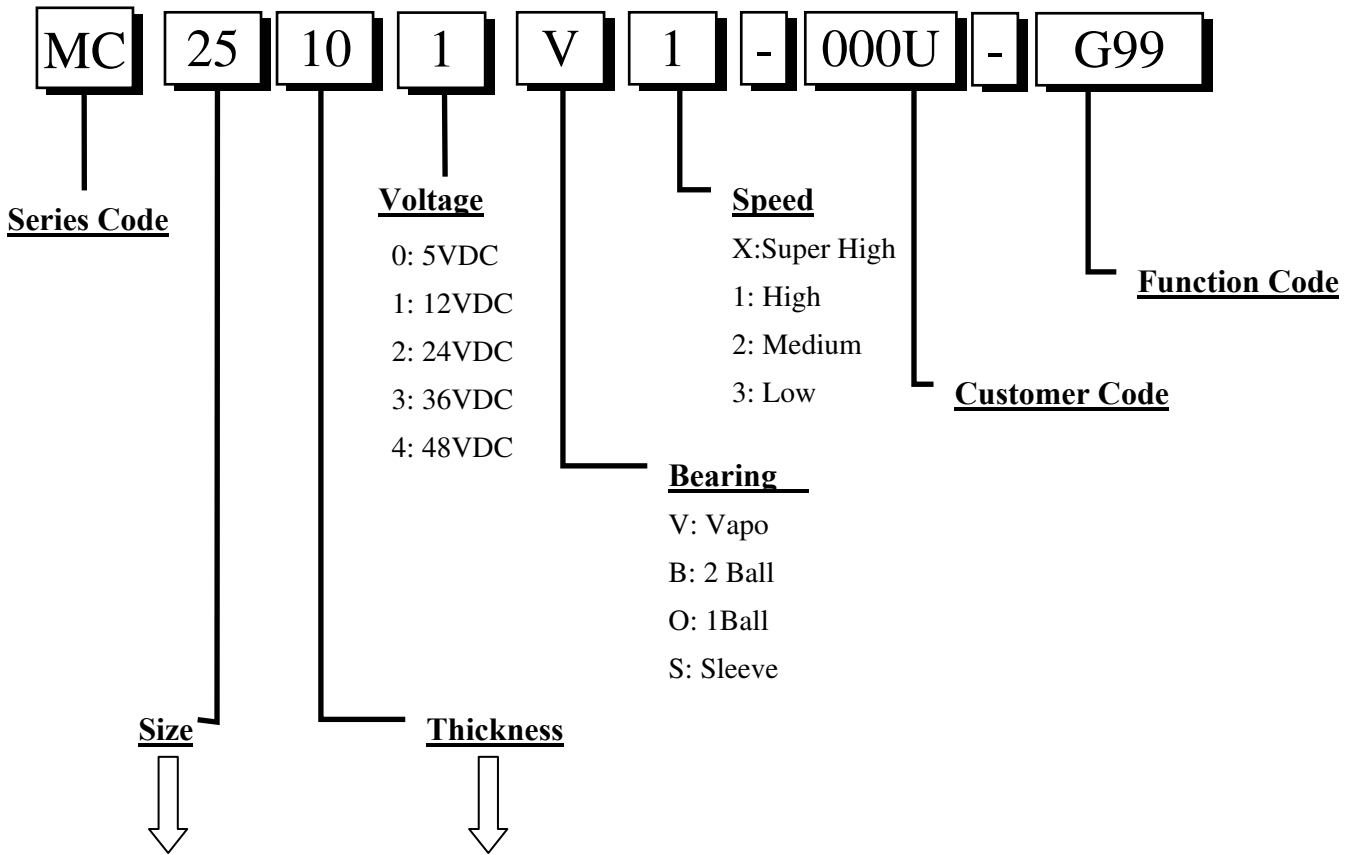 MC 25 10 1 V 1 - 000U - G99
Series Code
Voltage
0: 5VDC
1: 12VDC
2: 24VDC
3: 36VDC
4: 48VDC
Speed
X:Super High
1: High
2: Medium
3: Low
Function Code
Customer Code
Bearing
V: Vapo
B: 2 Ball
O: 1Ball
S: Sleeve
Size
Thickness